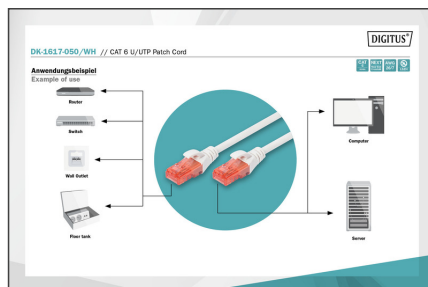 DIGITUS®
DK-1617-050/WH // CAT 6 U/UTP Patch Cord
Anwendungsbeispiel
Example of use
Router
Switch
Wall Outlet
Floor tank
Computer
Server